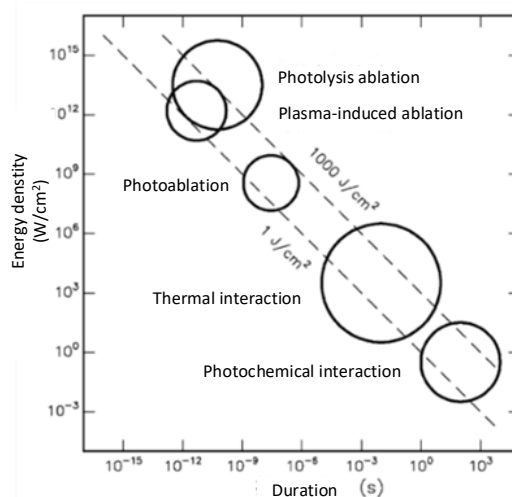 10¹⁵
10¹²
10⁹
10⁶
10³
10⁰
10⁻³
Energy denstity
(W/cm²)
Photolysis ablation
Plasma-induced ablation
Photoablation
1000 J/cm²
1 J/cm²
Thermal interaction
Photochemical interaction
10⁻¹⁵
10⁻¹²
10⁻⁹
10⁻⁶
10⁻³
10⁰
10³
Duration (s)